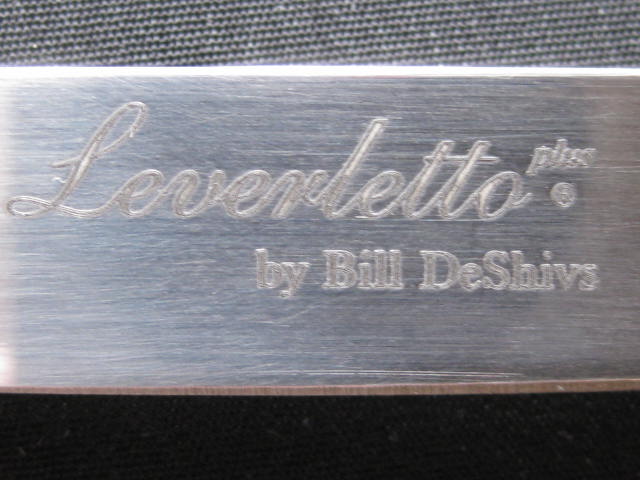 Leverletto plus ®
by Bill DeShivs